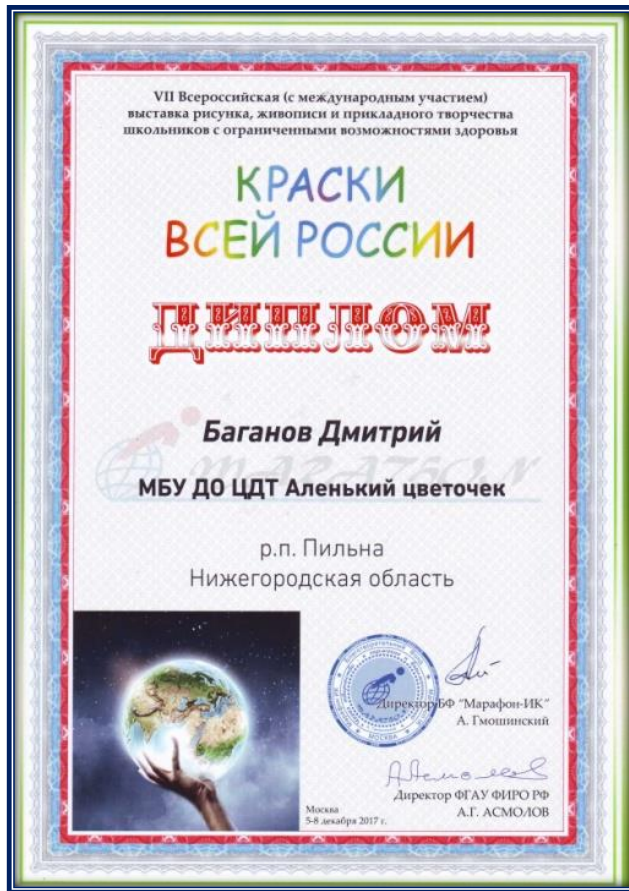 VII Всероссийская (с международным участием)
выставка рисунка, живописи и прикладного творчества
школьников с ограниченными возможностями здоровья
КРАСКИ
ВСЕЙ РОССИИ
ДИПЛОМ
Баганов Дмитрий
МБУ ДО ЦДТ Аленький цветочек
р.п. Пильна
Нижегородская область
Директор БФ "Марафон-ИК"
А. Гмошинский
Директор ФГАУ ФИРО РФ
А.Г. АСМОЛОВ
Москва
5-8 декабря 2017 г.
МОСКВА